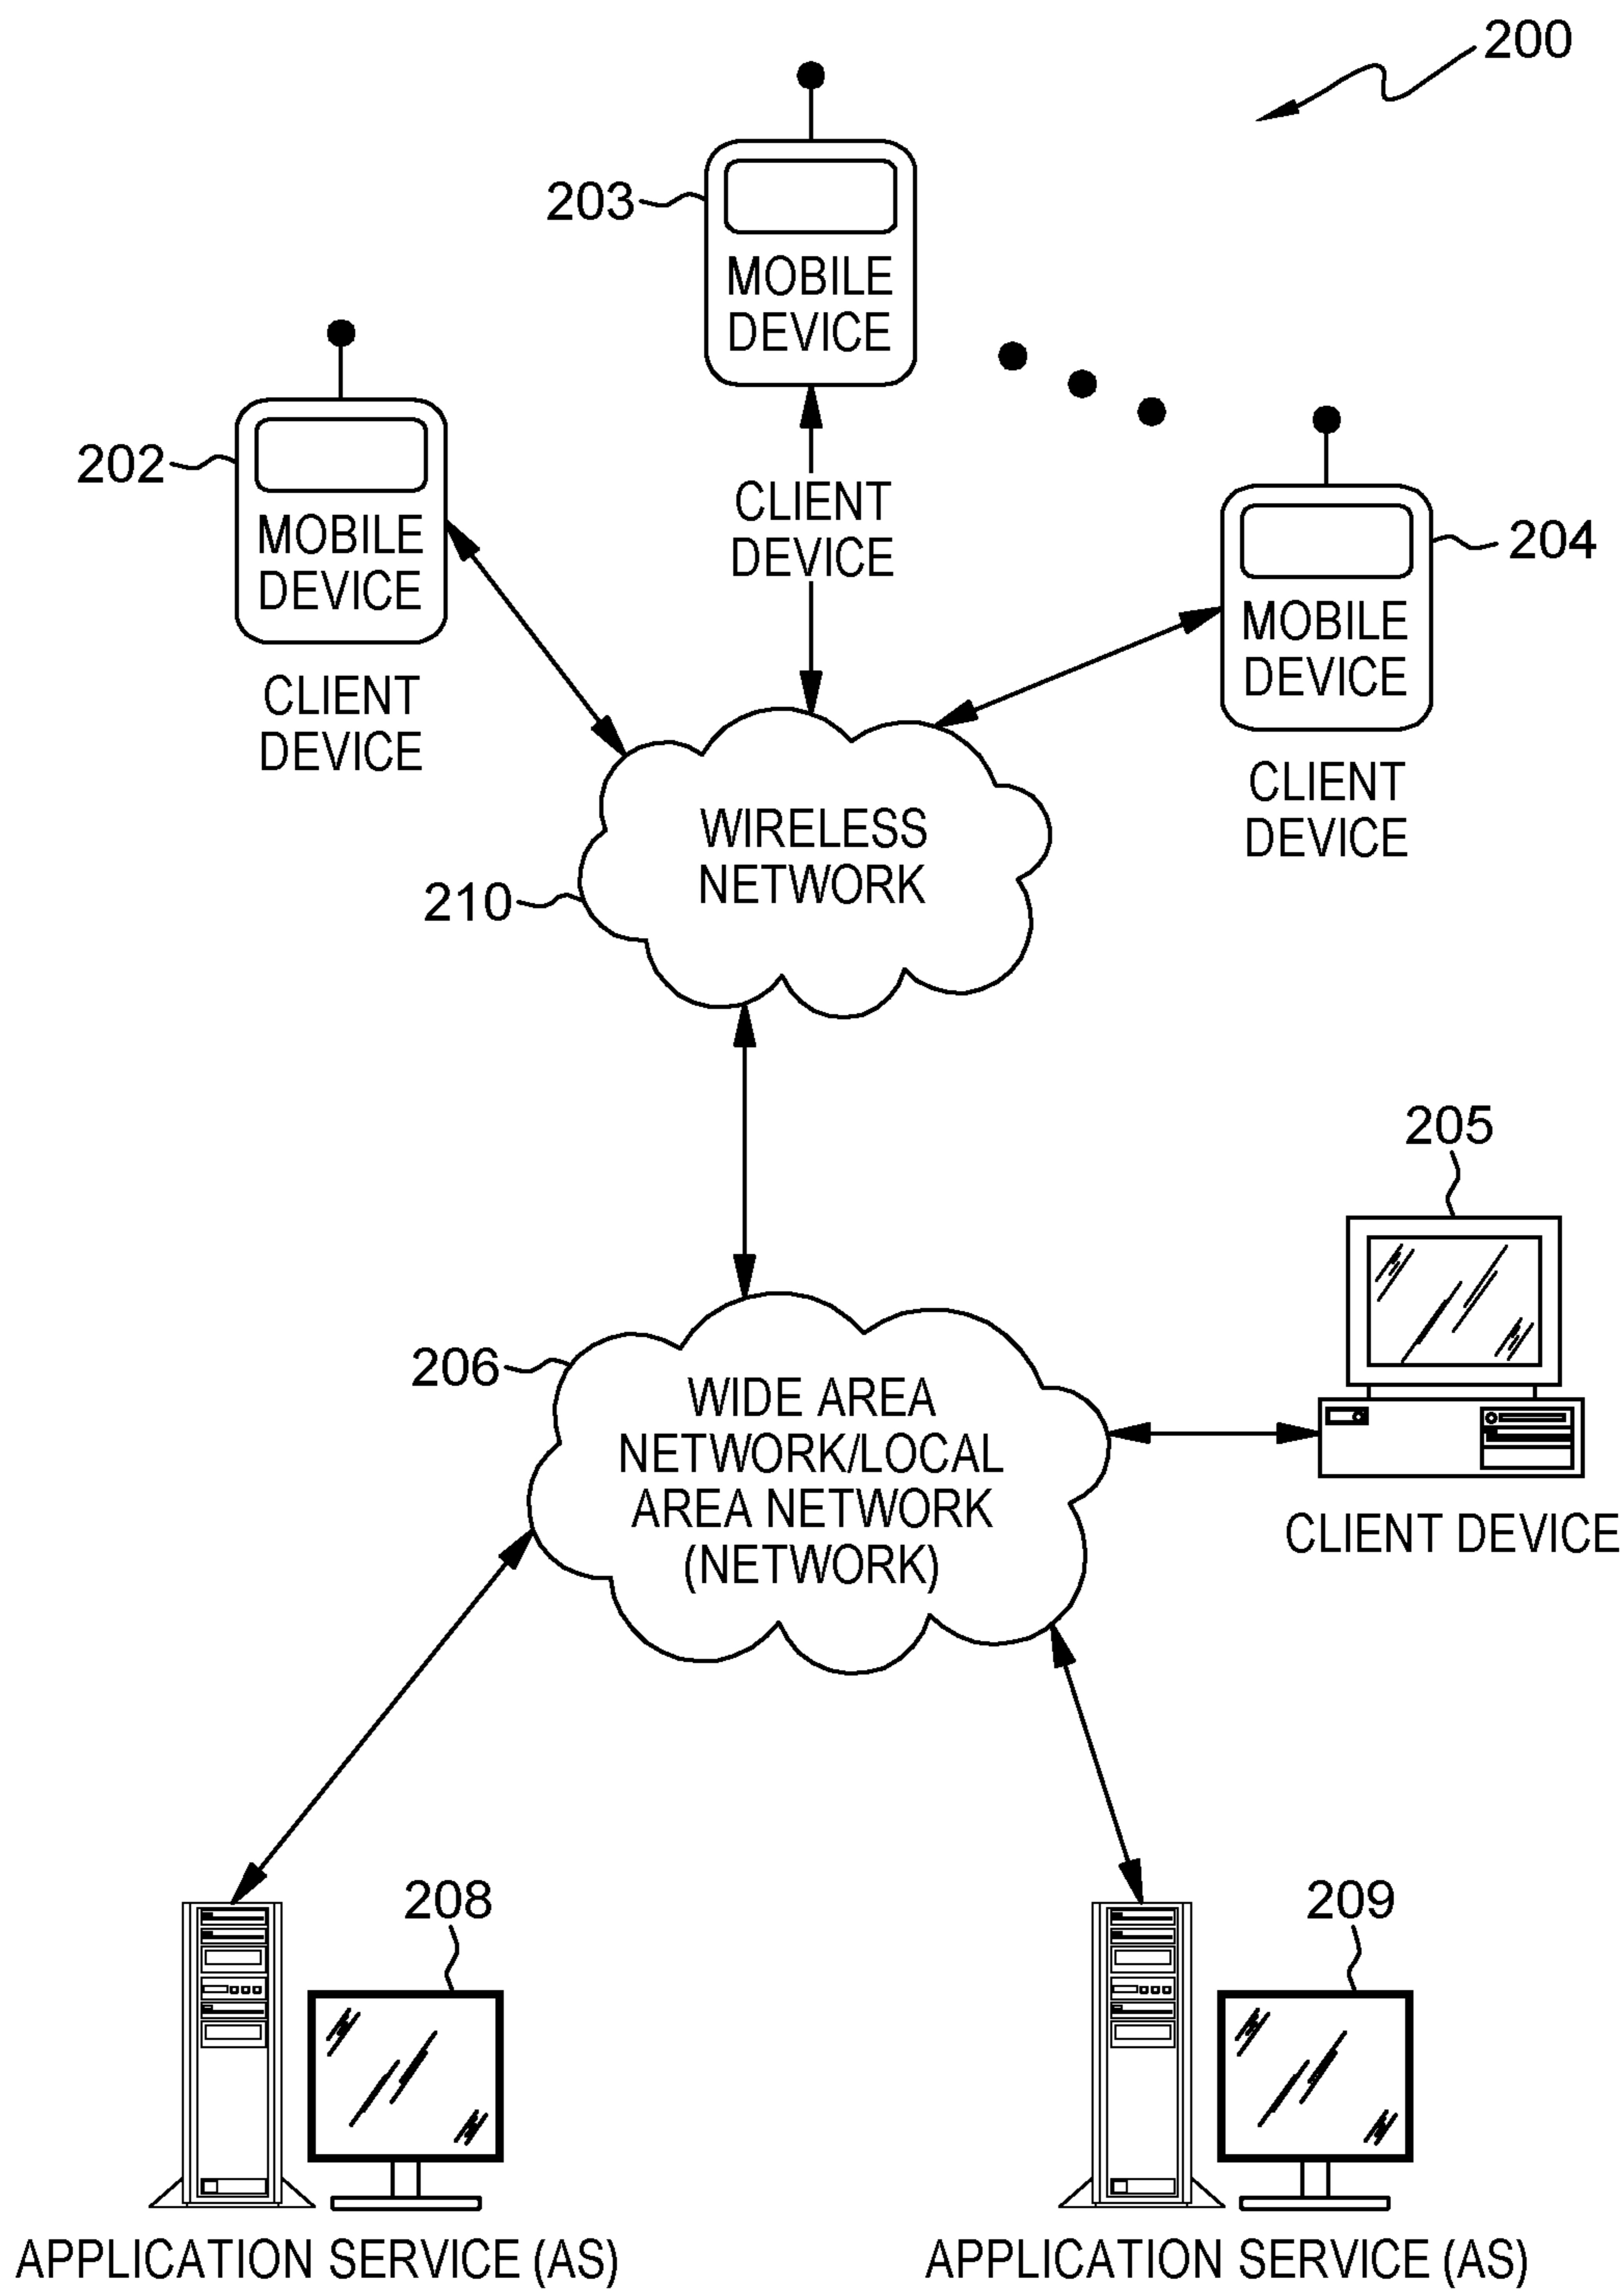 200
203
MOBILE
DEVICE
202
MOBILE
DEVICE
CLIENT
DEVICE
CLIENT
DEVICE
204
MOBILE
DEVICE
CLIENT
DEVICE
WIRELESS
NETWORK
210
205
206
WIDE AREA
NETWORK/LOCAL
AREA NETWORK
(NETWORK)
CLIENT DEVICE
208
209
APPLICATION SERVICE (AS)
APPLICATION SERVICE (AS)